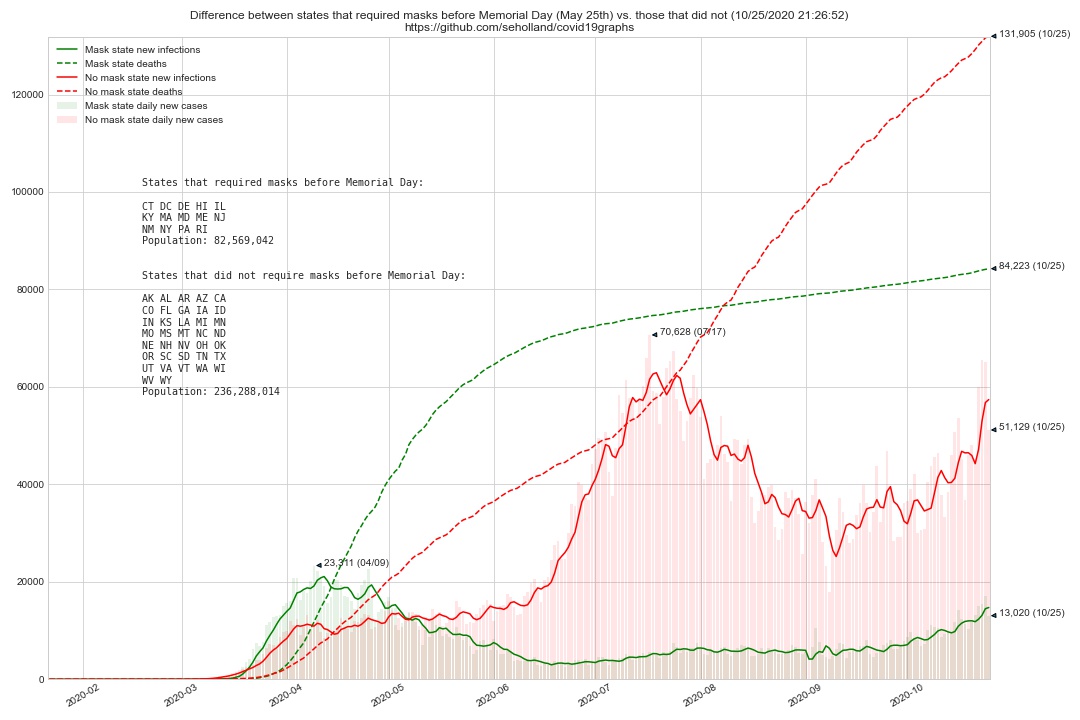 Difference between states that required masks before Memorial Day (May 25th) vs. those that did not (10/25/2020 21:26:52)
https://github.com/seholland/covid19graphs
Mask state new infections
Mask state deaths
No mask state new infections
No mask state deaths
Mask state daily new cases
No mask state daily new cases
States that required masks before Memorial Day:
CT DC DE HI IL
KY MA MD ME NJ
NM NY PA RI
Population: 82,569,042
States that did not require masks before Memorial Day:
AK AL AR AZ CA
CO FL GA IA ID
IN KS LA MI MN
MO MS MT NC ND
NE NH NV OH OK
OR SC SD TN TX
UT VA VT WA WI
WV WY
Population: 236,288,014
131,905 (10/25)
84,223 (10/25)
70,628 (07/17)
51,129 (10/25)
23,311 (04/09)
13,020 (10/25)
120000
100000
80000
60000
40000
20000
0
2020-02
2020-03
2020-04
2020-05
2020-06
2020-07
2020-08
2020-09
2020-10